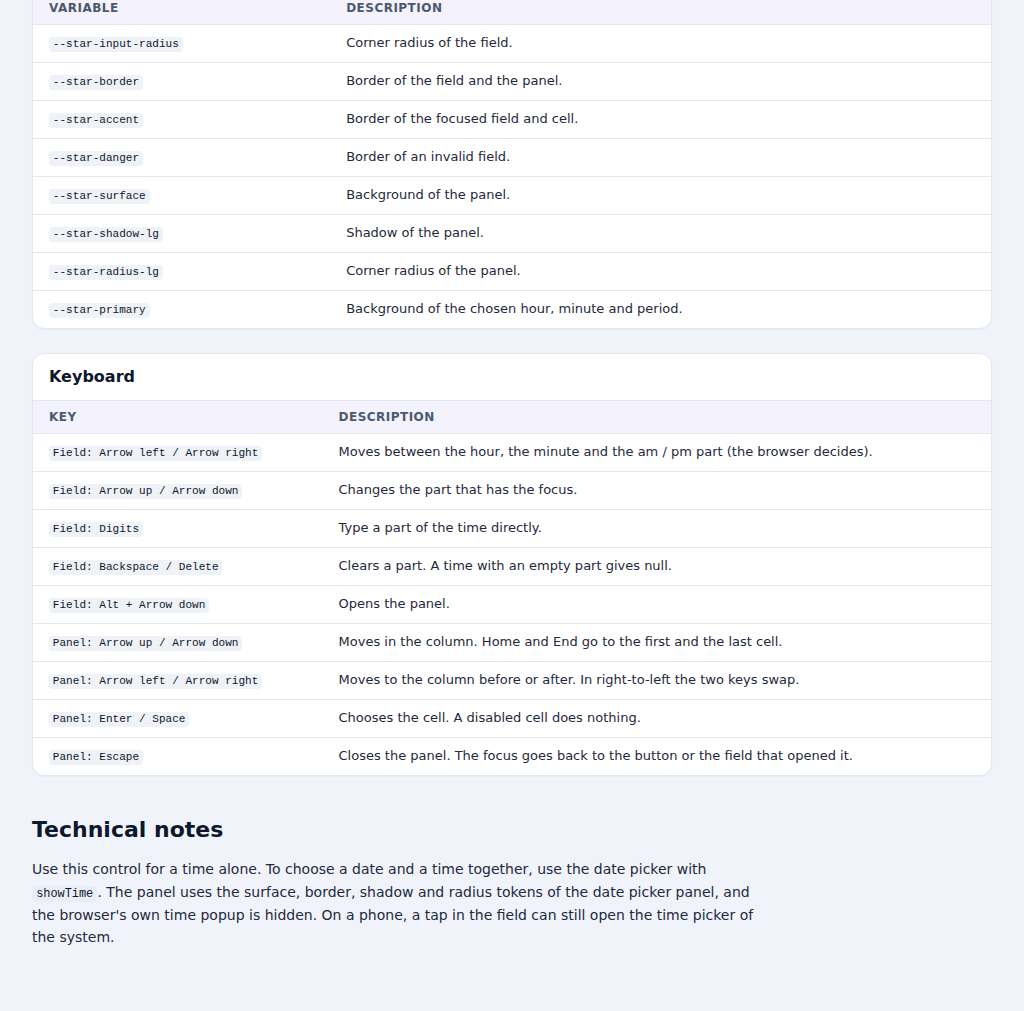 VARIABLE DESCRIPTION
--star-input-radius Corner radius of the field.
--star-border Border of the field and the panel.
--star-accent Border of the focused field and cell.
--star-danger Border of an invalid field.
--star-surface Background of the panel.
--star-shadow-lg Shadow of the panel.
--star-radius-lg Corner radius of the panel.
--star-primary Background of the chosen hour, minute and period.
Keyboard
KEY DESCRIPTION
Field: Arrow left / Arrow right Moves between the hour, the minute and the am / pm part (the browser decides).
Field: Arrow up / Arrow down Changes the part that has the focus.
Field: Digits Type a part of the time directly.
Field: Backspace / Delete Clears a part. A time with an empty part gives null.
Field: Alt + Arrow down Opens the panel.
Panel: Arrow up / Arrow down Moves in the column. Home and End go to the first and the last cell.
Panel: Arrow left / Arrow right Moves to the column before or after. In right-to-left the two keys swap.
Panel: Enter / Space Chooses the cell. A disabled cell does nothing.
Panel: Escape Closes the panel. The focus goes back to the button or the field that opened it.
Technical notes
Use this control for a time alone. To choose a date and a time together, use the date picker with
showTime. The panel uses the surface, border, shadow and radius tokens of the date picker panel, and
the browser's own time popup is hidden. On a phone, a tap in the field can still open the time picker of
the system.